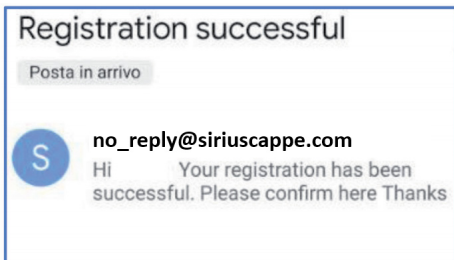 Registration successful
Posta in arrivo
S
no_reply@siriuscappe.com
Hi Your registration has been
successful. Please confirm here Thanks